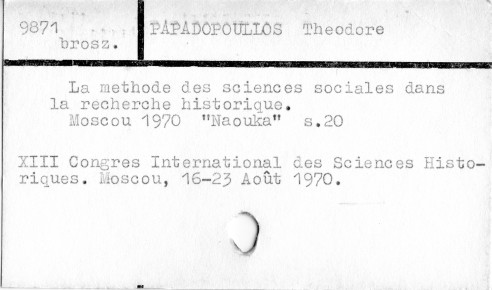 9871 PAPADOPOULLOS Theodore
brosz.
La methode des sciences sociales dans
la recherche historique.
Moscou 1970 "Naouka" s.20
XIII Congres International des Sciences Histo-
riques. Moscou, 16-23 Août 1970.